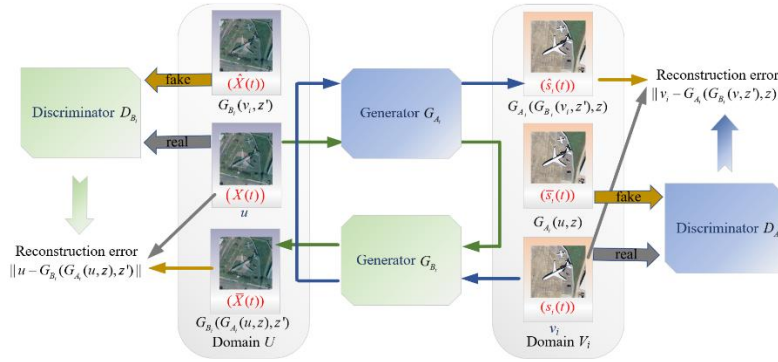 (X̂(t))
G_{B_i}(v_i, z')
fake
Discriminator D_{B_i}
real
(X(t))
u
Reconstruction error
‖u − G_{B_i}(G_{A_i}(u, z), z')‖
(X̄(t))
G_{B_i}(G_{A_i}(u, z), z')
Domain U
Generator G_{A_i}
Generator G_{B_i}
(ŝ_i(t))
G_{A_i}(G_{B_i}(v_i, z'), z)
(s̄_i(t))
G_{A_i}(u, z)
fake
real
(s_i(t))
v_i
Domain V_i
Reconstruction error
‖v_i − G_{A_i}(G_{B_i}(v, z'), z)‖
Discriminator D_A